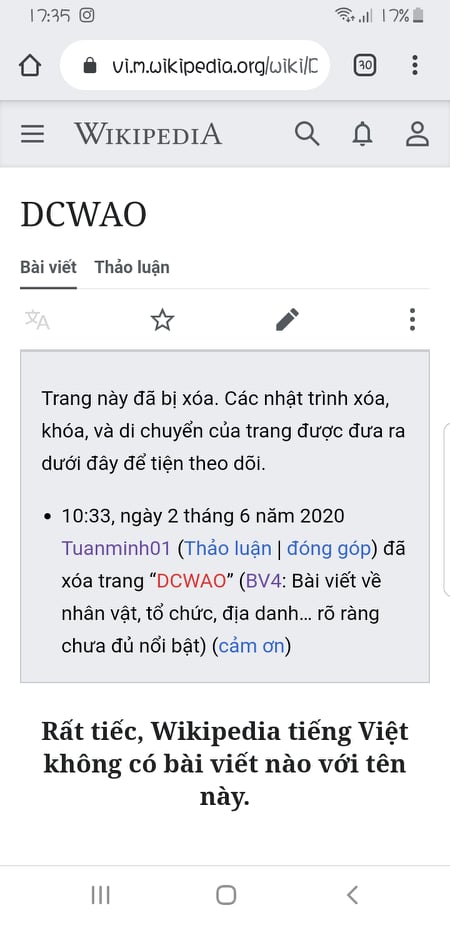 17:35 17%
vi.m.wikipedia.org/wiki/D 30
WIKIPEDIA
DCWAO
Bài viết Thảo luận
Trang này đã bị xóa. Các nhật trình xóa,
khóa, và di chuyển của trang được đưa ra
dưới đây để tiện theo dõi.
• 10:33, ngày 2 tháng 6 năm 2020
Tuanminh01 (Thảo luận | đóng góp) đã
xóa trang “DCWAO” (BV4: Bài viết về
nhân vật, tổ chức, địa danh... rõ ràng
chưa đủ nổi bật) (cảm ơn)
Rất tiếc, Wikipedia tiếng Việt
không có bài viết nào với tên
này.